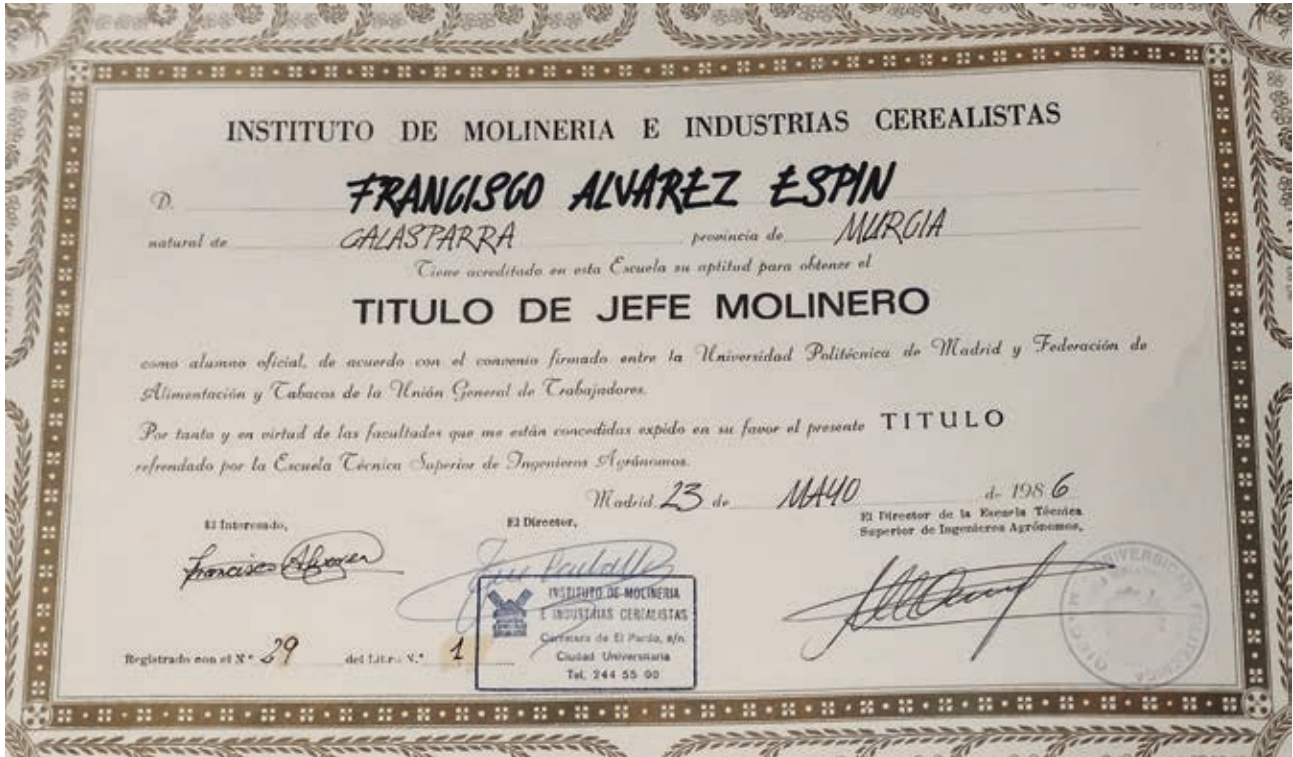 INSTITUTO DE MOLINERIA E INDUSTRIAS CEREALISTAS
D. FRANCISCO ALVAREZ ESPIN
natural de CALASPARRA provincia de MURCIA
Tiene acreditado en esta Escuela su aptitud para obtener el
TITULO DE JEFE MOLINERO
como alumno oficial, de acuerdo con el convenio firmado entre la Universidad Politécnica de Madrid y Federación de
Alimentación y Tabacos de la Unión General de Trabajadores.
Por tanto y en virtud de las facultades que me están concedidas expido en su favor el presente TITULO
refrendado por la Escuela Técnica Superior de Ingenieros Agrónomos.
Madrid, 23 de MAYO de 1986
El Interesado,
El Director,
El Director de la Escuela Técnica
Superior de Ingenieros Agrónomos,
Francisco Alvarez
INSTITUTO DE MOLINERIA
E INDUSTRIAS CEREALISTAS
Carretera de El Pardo, s/n
Ciudad Universitaria
Tel. 244 55 00
Registrado con el N.º 29 del Libro N.º 1